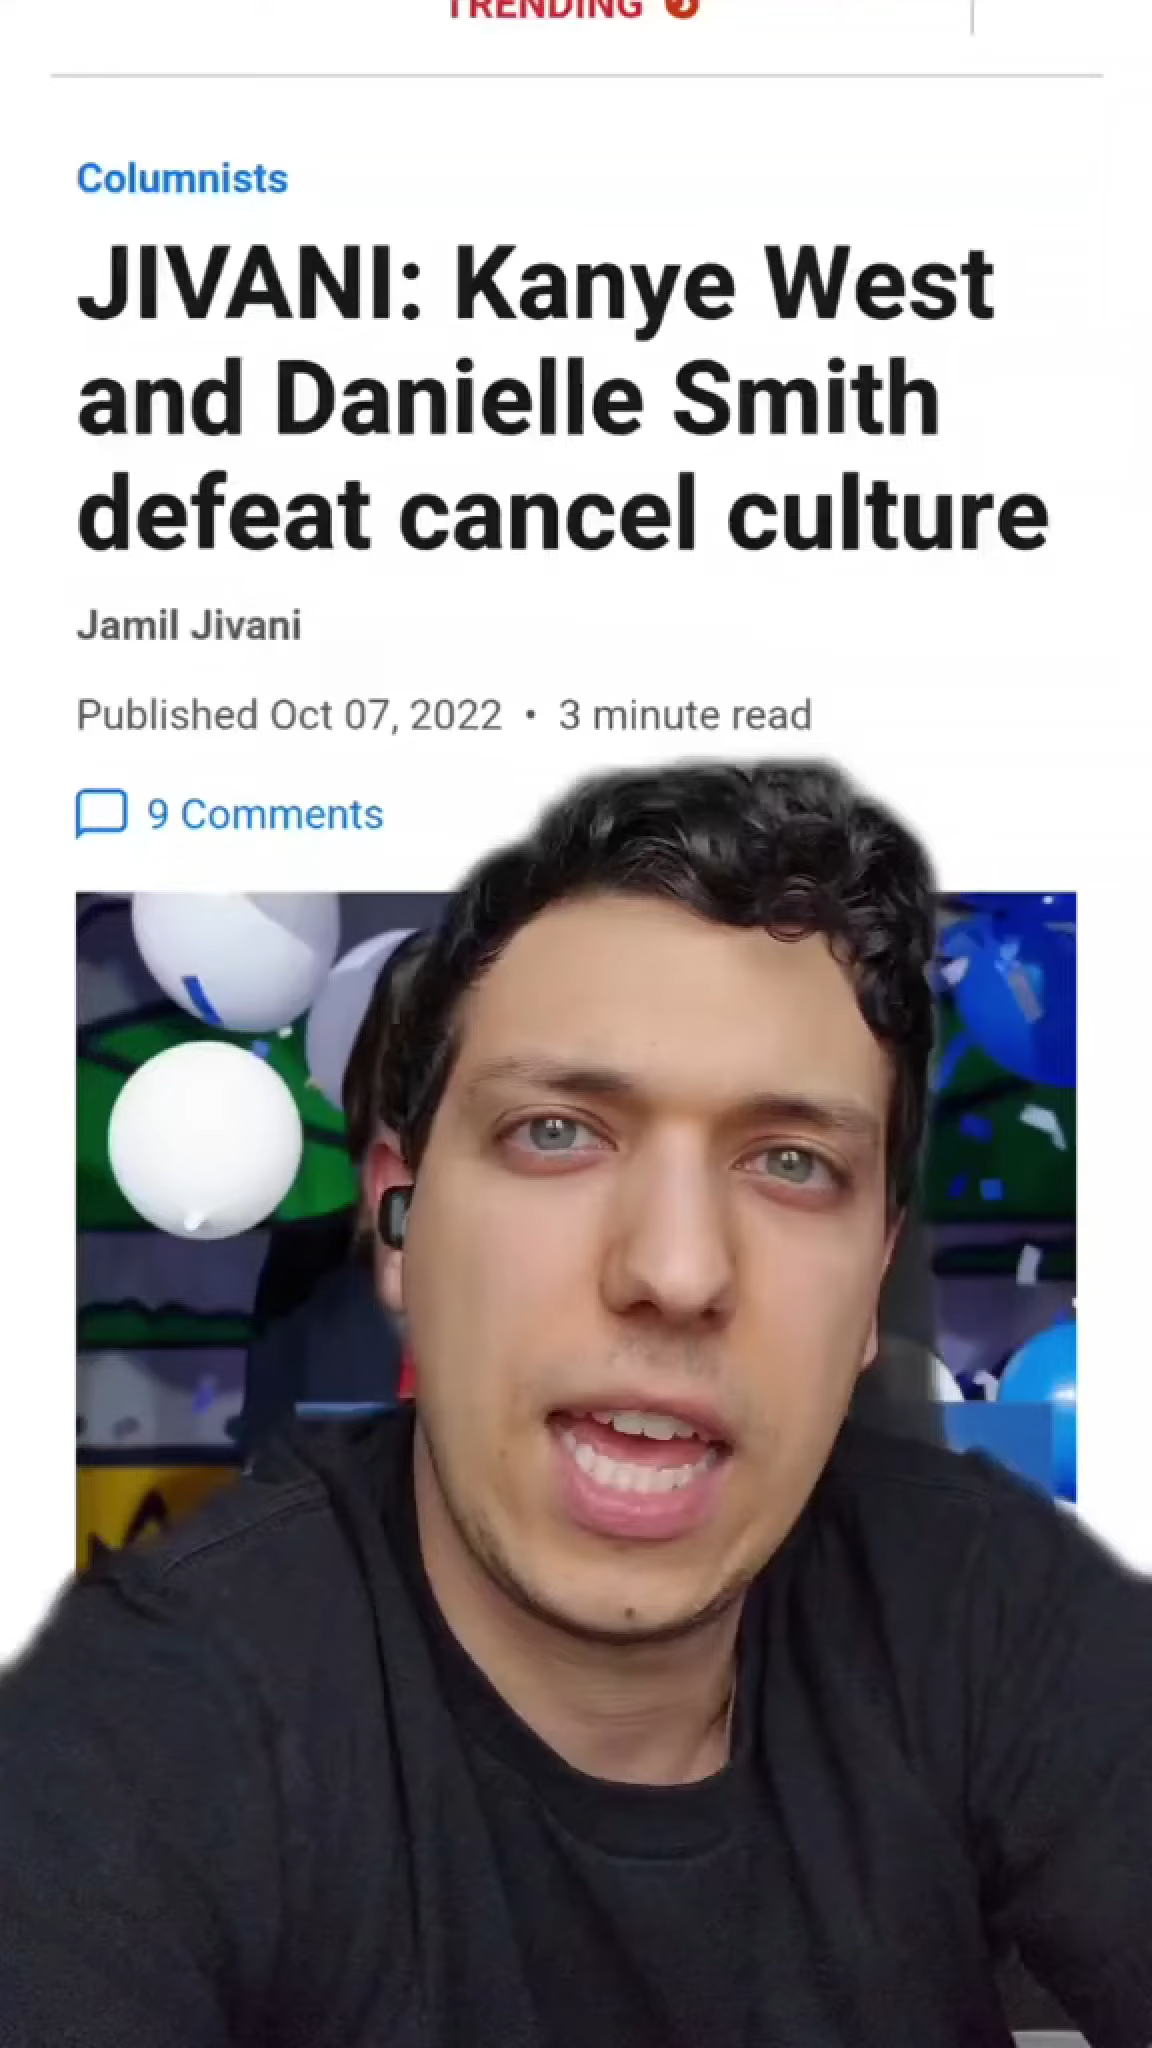 TRENDING
Columnists
JIVANI: Kanye West
and Danielle Smith
defeat cancel culture
Jamil Jivani
Published Oct 07, 2022 • 3 minute read
9 Comments